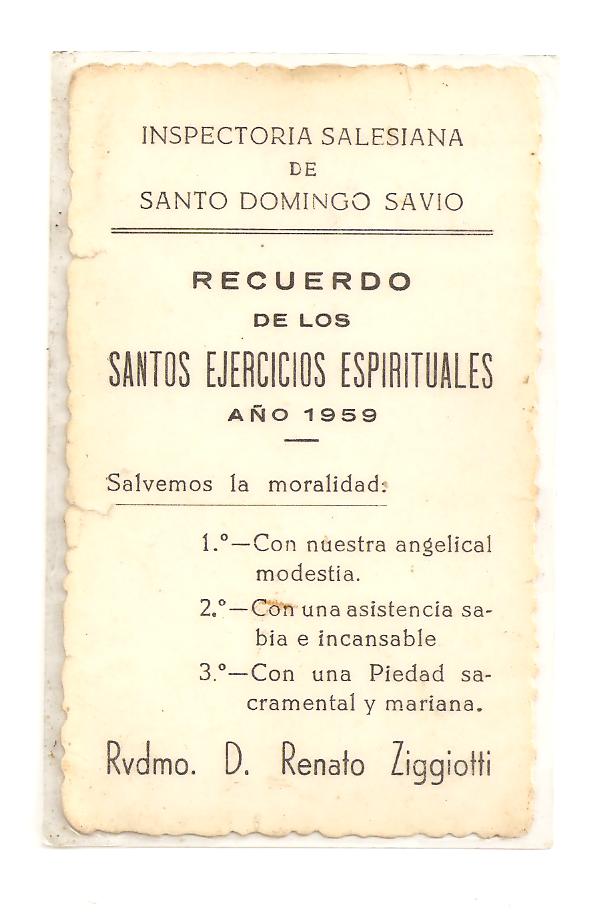 INSPECTORIA SALESIANA
DE
SANTO DOMINGO SAVIO
RECUERDO
DE LOS
SANTOS EJERCICIOS ESPIRITUALES
AÑO 1959
Salvemos la moralidad:
1.º—Con nuestra angelical
modestia.
2.º—Con una asistencia sa-
bia e incansable
3.º—Con una Piedad sa-
cramental y mariana.
Rvdmo. D. Renato Ziggiotti